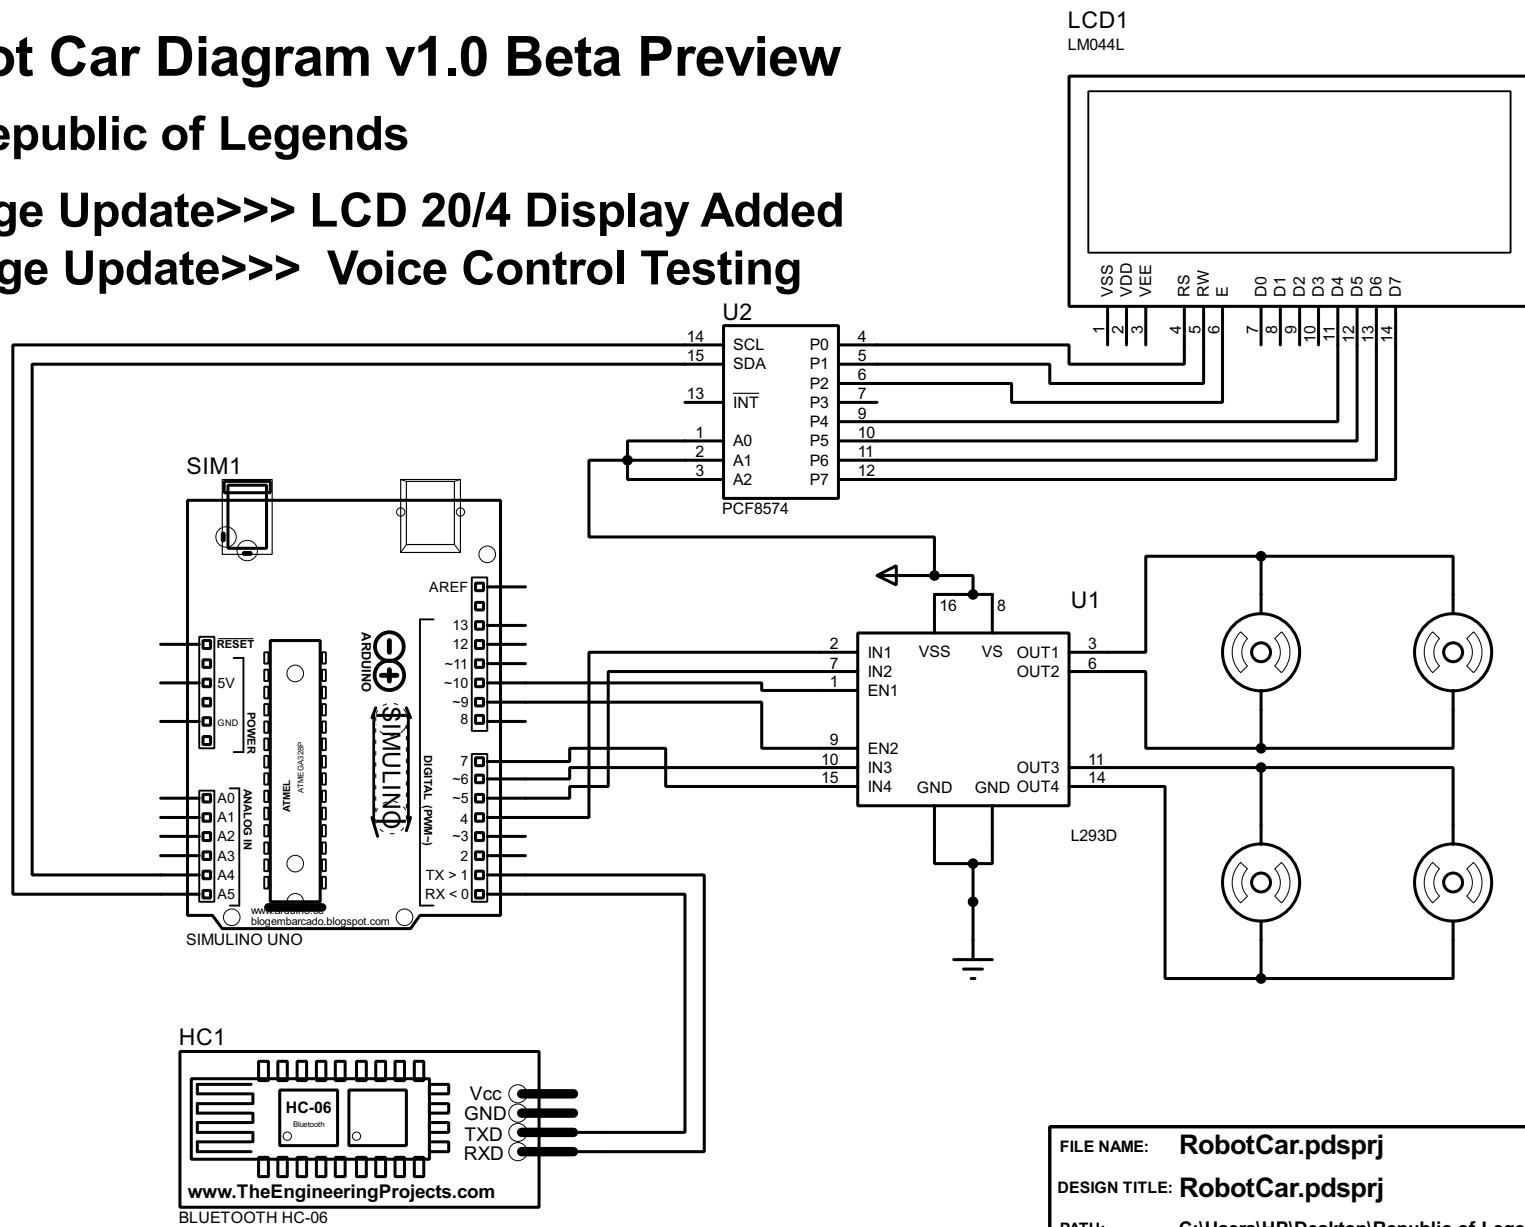 ot Car Diagram v1.0 Beta Preview
epublic of Legends
ge Update>>> LCD 20/4 Display Added
ge Update>>> Voice Control Testing
LCD1
LM044L
VSS
VDD
VEE
RS
RW
E
D0
D1
D2
D3
D4
D5
D6
D7
1
2
3
4
5
6
7
8
9
10
11
12
13
14
U2
14 SCL P0 4
15 SDA P1 5
P2 6
13 INT P3 7
P4 9
1 A0 P5 10
2 A1 P6 11
3 A2 P7 12
PCF8574
SIM1
AREF
13
12
~11
~10
~9
8
7
~6
~5
4
~3
2
TX > 1
RX < 0
DIGITAL (PWM~)
ARDUINO
SIMULINO
RESET
5V
GND
POWER
A0
A1
A2
A3
A4
A5
ANALOG IN
ATMEL
ATMEGA328P
blogembarcado.blogspot.com
SIMULINO UNO
U1
16 8
2 IN1 VSS VS OUT1 3
7 IN2 OUT2 6
1 EN1
9 EN2
10 IN3 OUT3 11
15 IN4 GND GND OUT4 14
L293D
HC1
HC-06
Bluetooth
Vcc
GND
TXD
RXD
www.TheEngineeringProjects.com
BLUETOOTH HC-06
FILE NAME: RobotCar.pdsprj
DESIGN TITLE: RobotCar.pdsprj
PATH: C:\Users\HP\Desktop\Republic of Lege